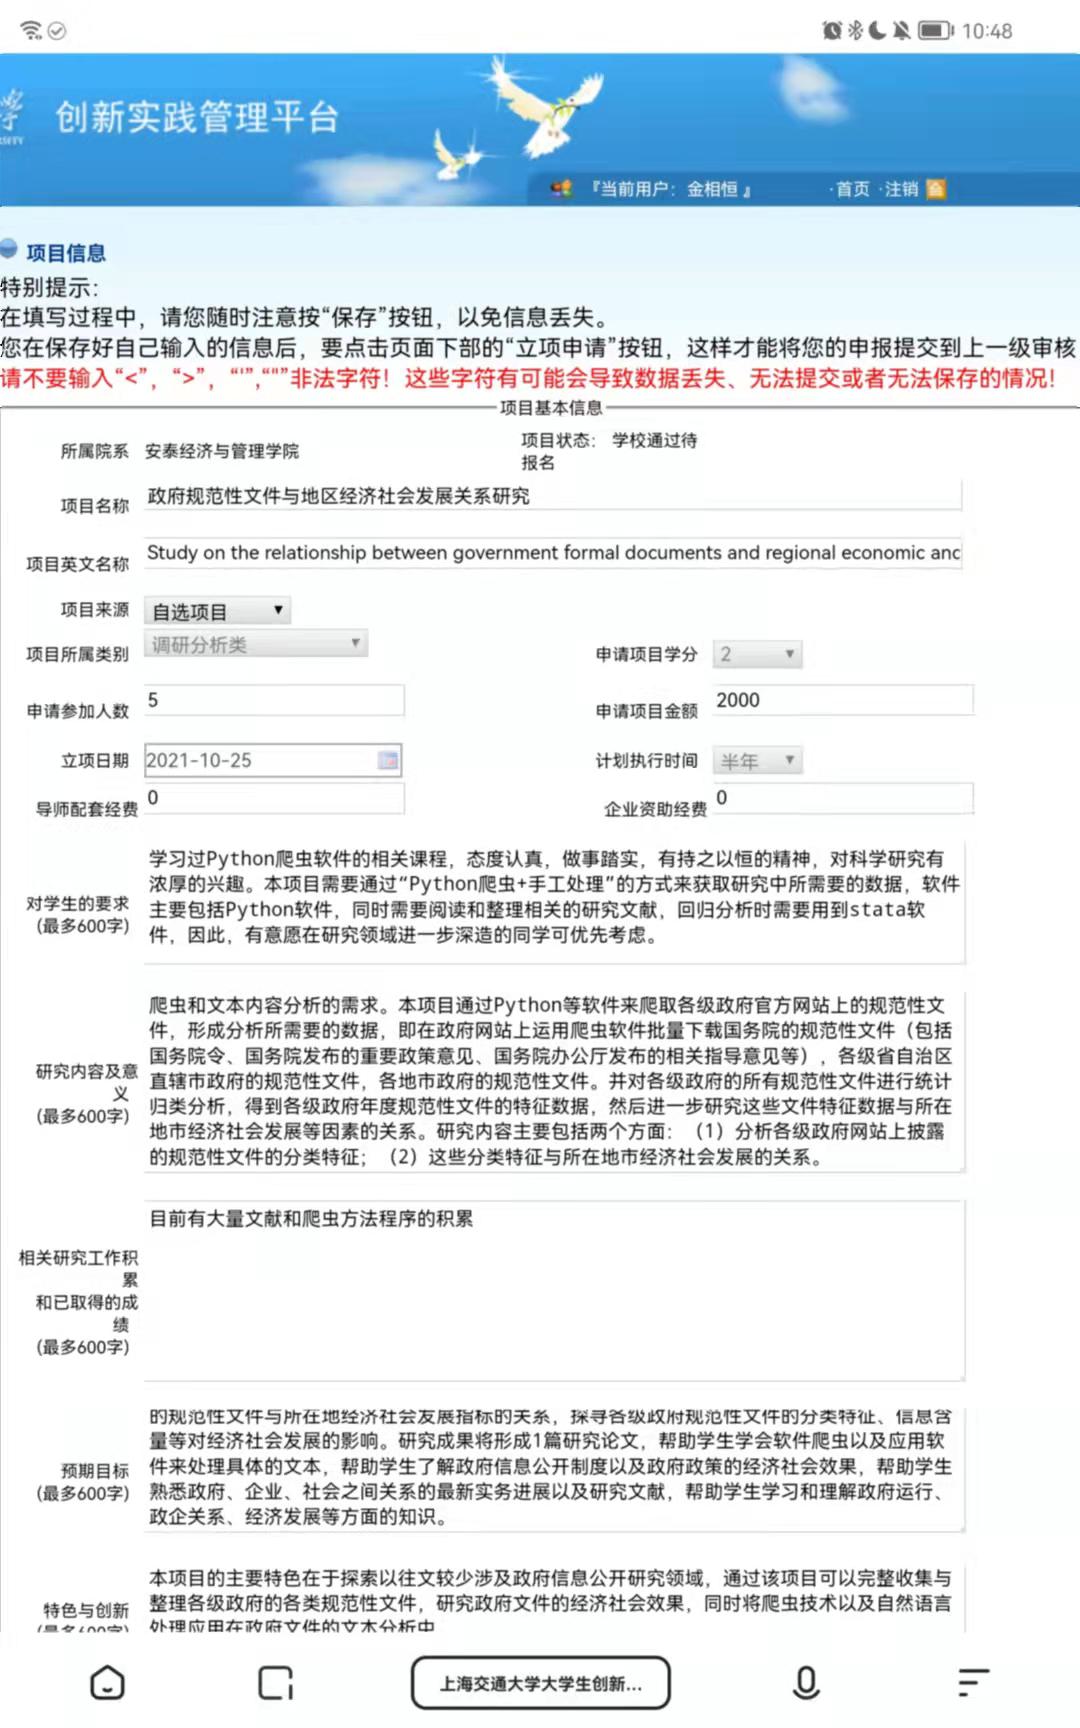 10:48
创新实践管理平台
『当前用户：金相恒 』 ·首页 ·注销
项目信息
特别提示：
在填写过程中，请您随时注意按“保存”按钮，以免信息丢失。
您在保存好自己输入的信息后，要点击页面下部的“立项申请”按钮，这样才能将您的申报提交到上一级审核
请不要输入“<”，“>”，“'”,“"”非法字符！这些字符有可能会导致数据丢失、无法提交或者无法保存的情况！
项目基本信息
所属院系 安泰经济与管理学院 项目状态： 学校通过待
报名
项目名称 政府规范性文件与地区经济社会发展关系研究
项目英文名称 Study on the relationship between government formal documents and regional economic anc
项目来源 自选项目
项目所属类别 调研分析类 申请项目学分 2
申请参加人数 5 申请项目金额 2000
立项日期 2021-10-25 计划执行时间 半年
导师配套经费 0 企业资助经费 0
对学生的要求
(最多600字)
学习过Python爬虫软件的相关课程，态度认真，做事踏实，有持之以恒的精神，对科学研究有
浓厚的兴趣。本项目需要通过“Python爬虫+手工处理”的方式来获取研究中所需要的数据，软件
主要包括Python软件，同时需要阅读和整理相关的研究文献，回归分析时需要用到stata软
件，因此，有意愿在研究领域进一步深造的同学可优先考虑。
研究内容及意
义
(最多600字)
爬虫和文本内容分析的需求。本项目通过Python等软件来爬取各级政府官方网站上的规范性文
件，形成分析所需要的数据，即在政府网站上运用爬虫软件批量下载国务院的规范性文件（包括
国务院令、国务院发布的重要政策意见、国务院办公厅发布的相关指导意见等），各级省自治区
直辖市政府的规范性文件，各地市政府的规范性文件。并对各级政府的所有规范性文件进行统计
归类分析，得到各级政府年度规范性文件的特征数据，然后进一步研究这些文件特征数据与所在
地市经济社会发展等因素的关系。研究内容主要包括两个方面：（1）分析各级政府网站上披露
的规范性文件的分类特征；（2）这些分类特征与所在地市经济社会发展的关系。
相关研究工作积
累
和已取得的成
绩
(最多600字)
目前有大量文献和爬虫方法程序的积累
预期目标
(最多600字)
的规范性文件与所在地经济社会发展指标的关系，探寻各级政府规范性文件的分类特征、信息含
量等对经济社会发展的影响。研究成果将形成1篇研究论文，帮助学生学会软件爬虫以及应用软
件来处理具体的文本，帮助学生了解政府信息公开制度以及政府政策的经济社会效果，帮助学生
熟悉政府、企业、社会之间关系的最新实务进展以及研究文献，帮助学生学习和理解政府运行、
政企关系、经济发展等方面的知识。
特色与创新
(最多600字)
本项目的主要特色在于探索以往文较少涉及政府信息公开研究领域，通过该项目可以完整收集与
整理各级政府的各类规范性文件，研究政府文件的经济社会效果，同时将爬虫技术以及自然语言
处理应用在政府文件的文本分析中
上海交通大学大学生创新...